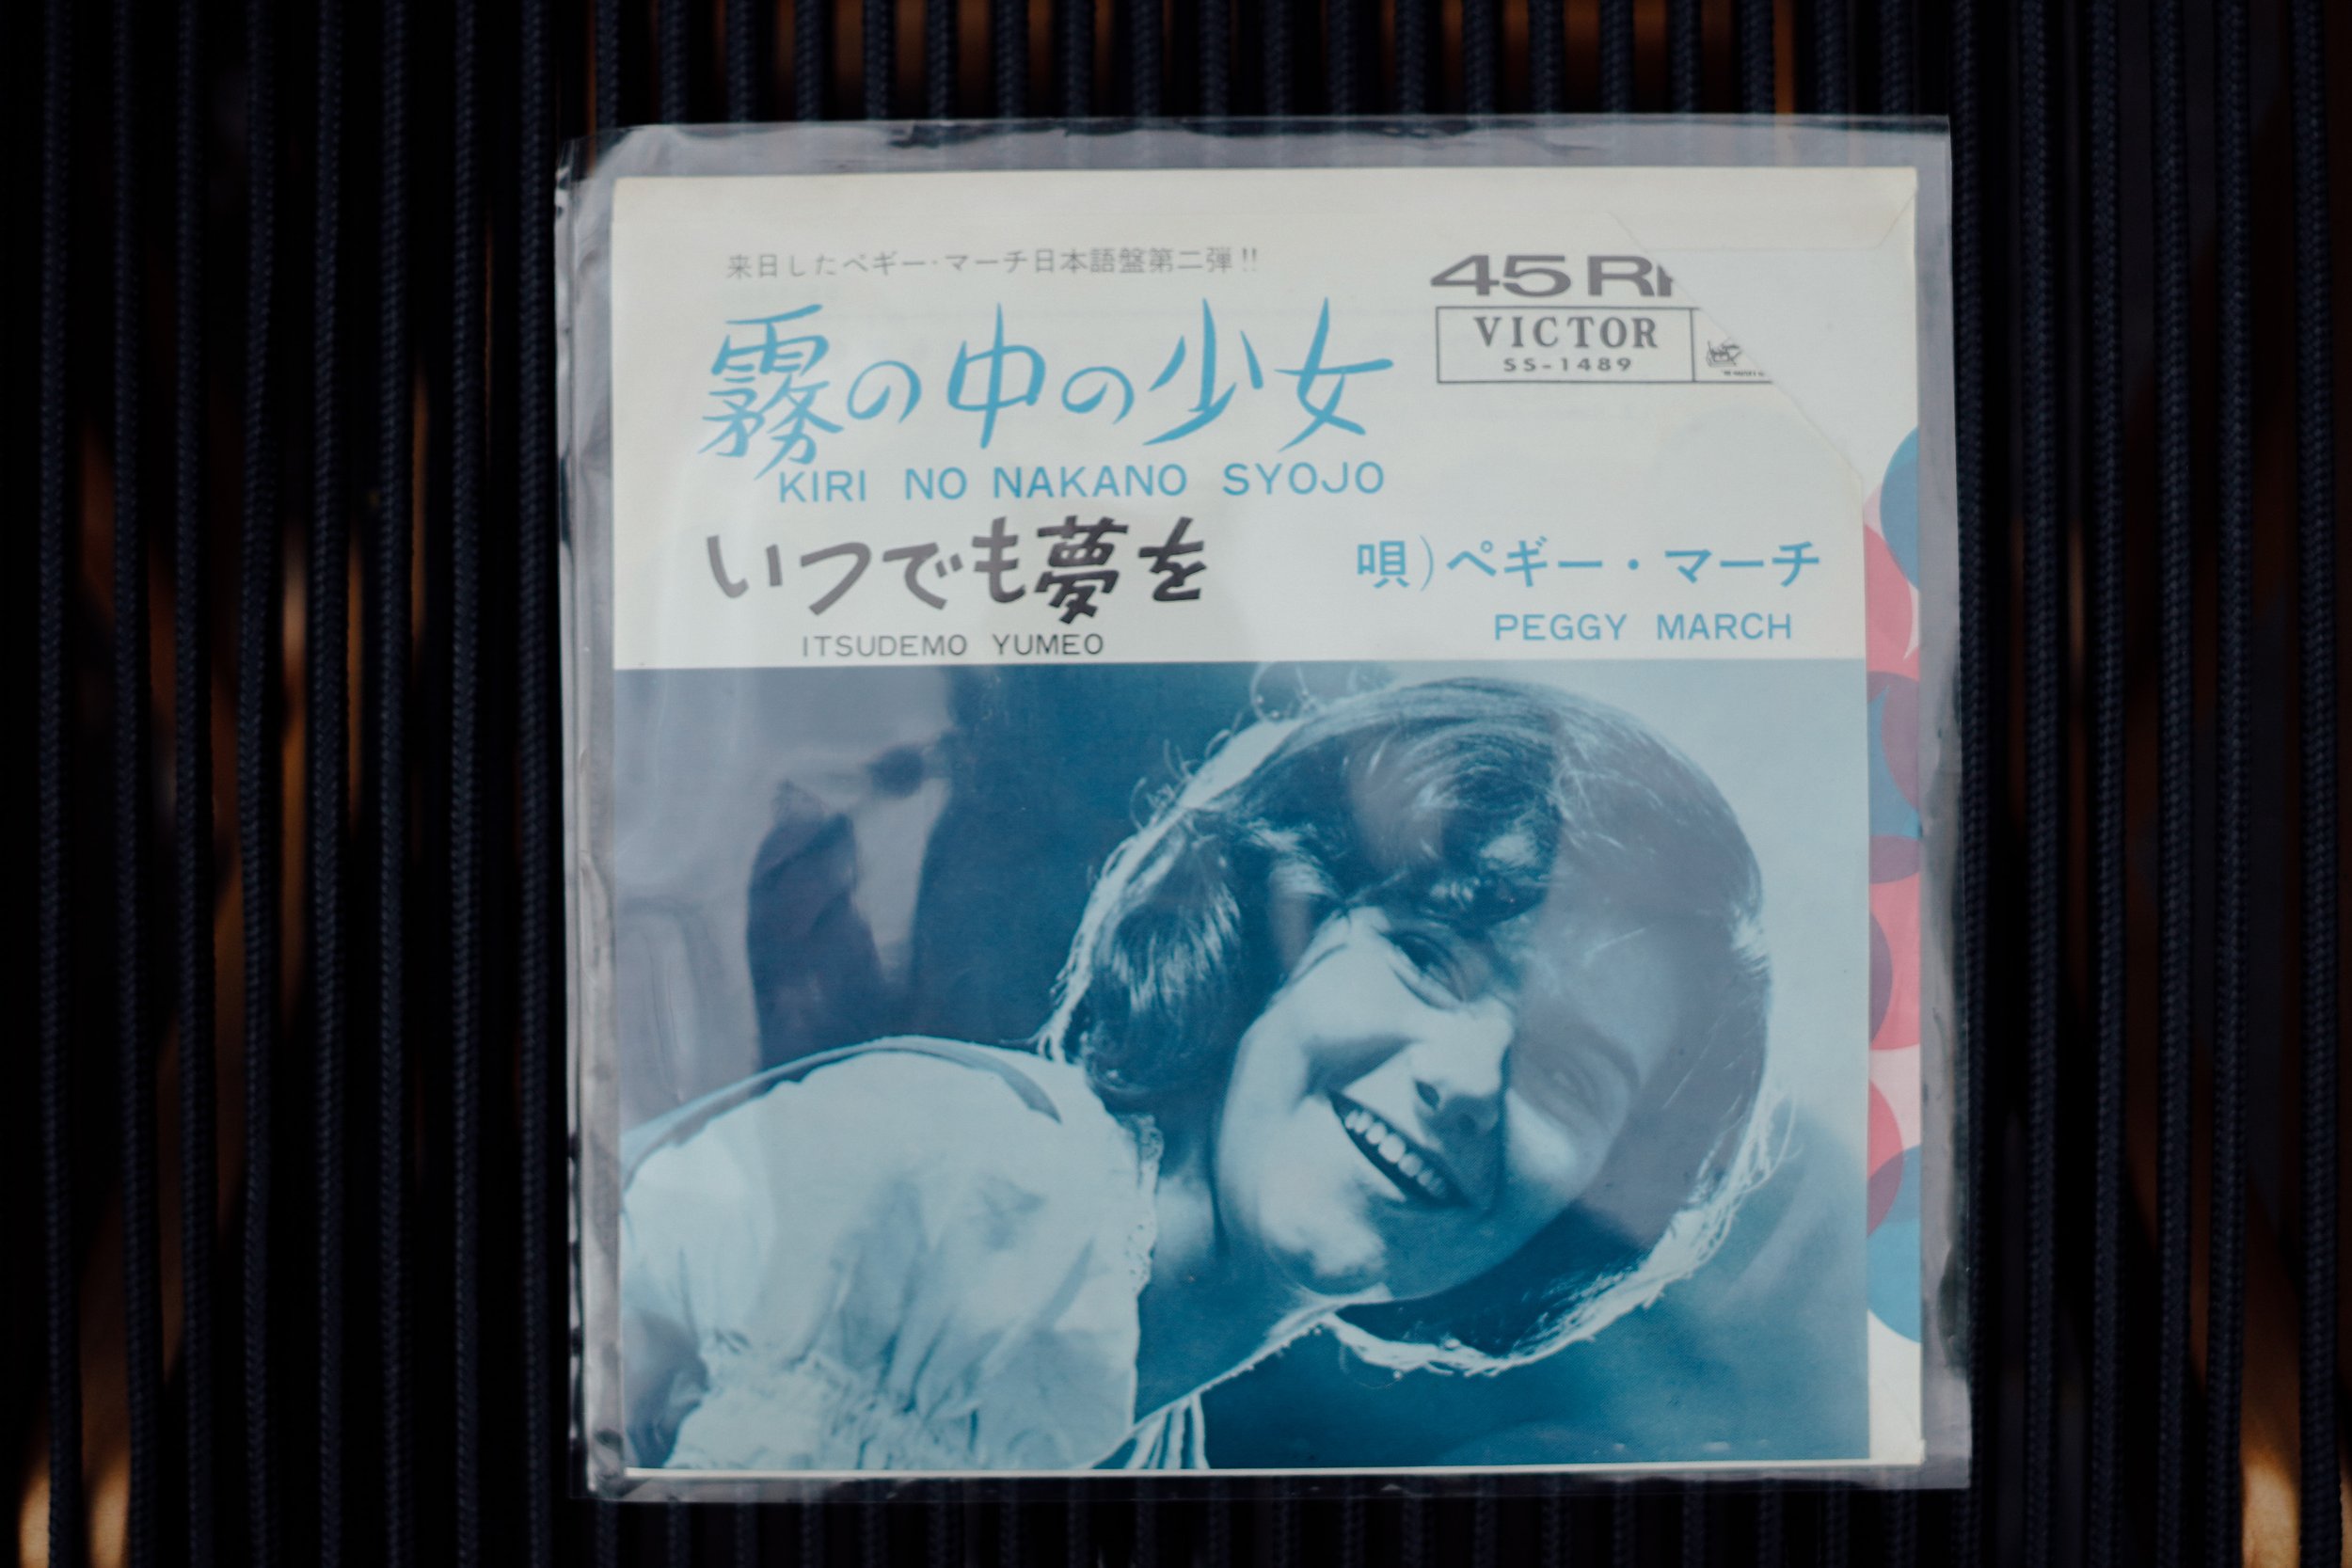 来日したペギー・マーチ日本語盤第二弾!!
45 R
VICTOR
SS-1489
霧の中の少女
KIRI NO NAKANO SYOJO
いつでも夢を
ITSUDEMO YUMEO
唄)ペギー・マーチ
PEGGY MARCH